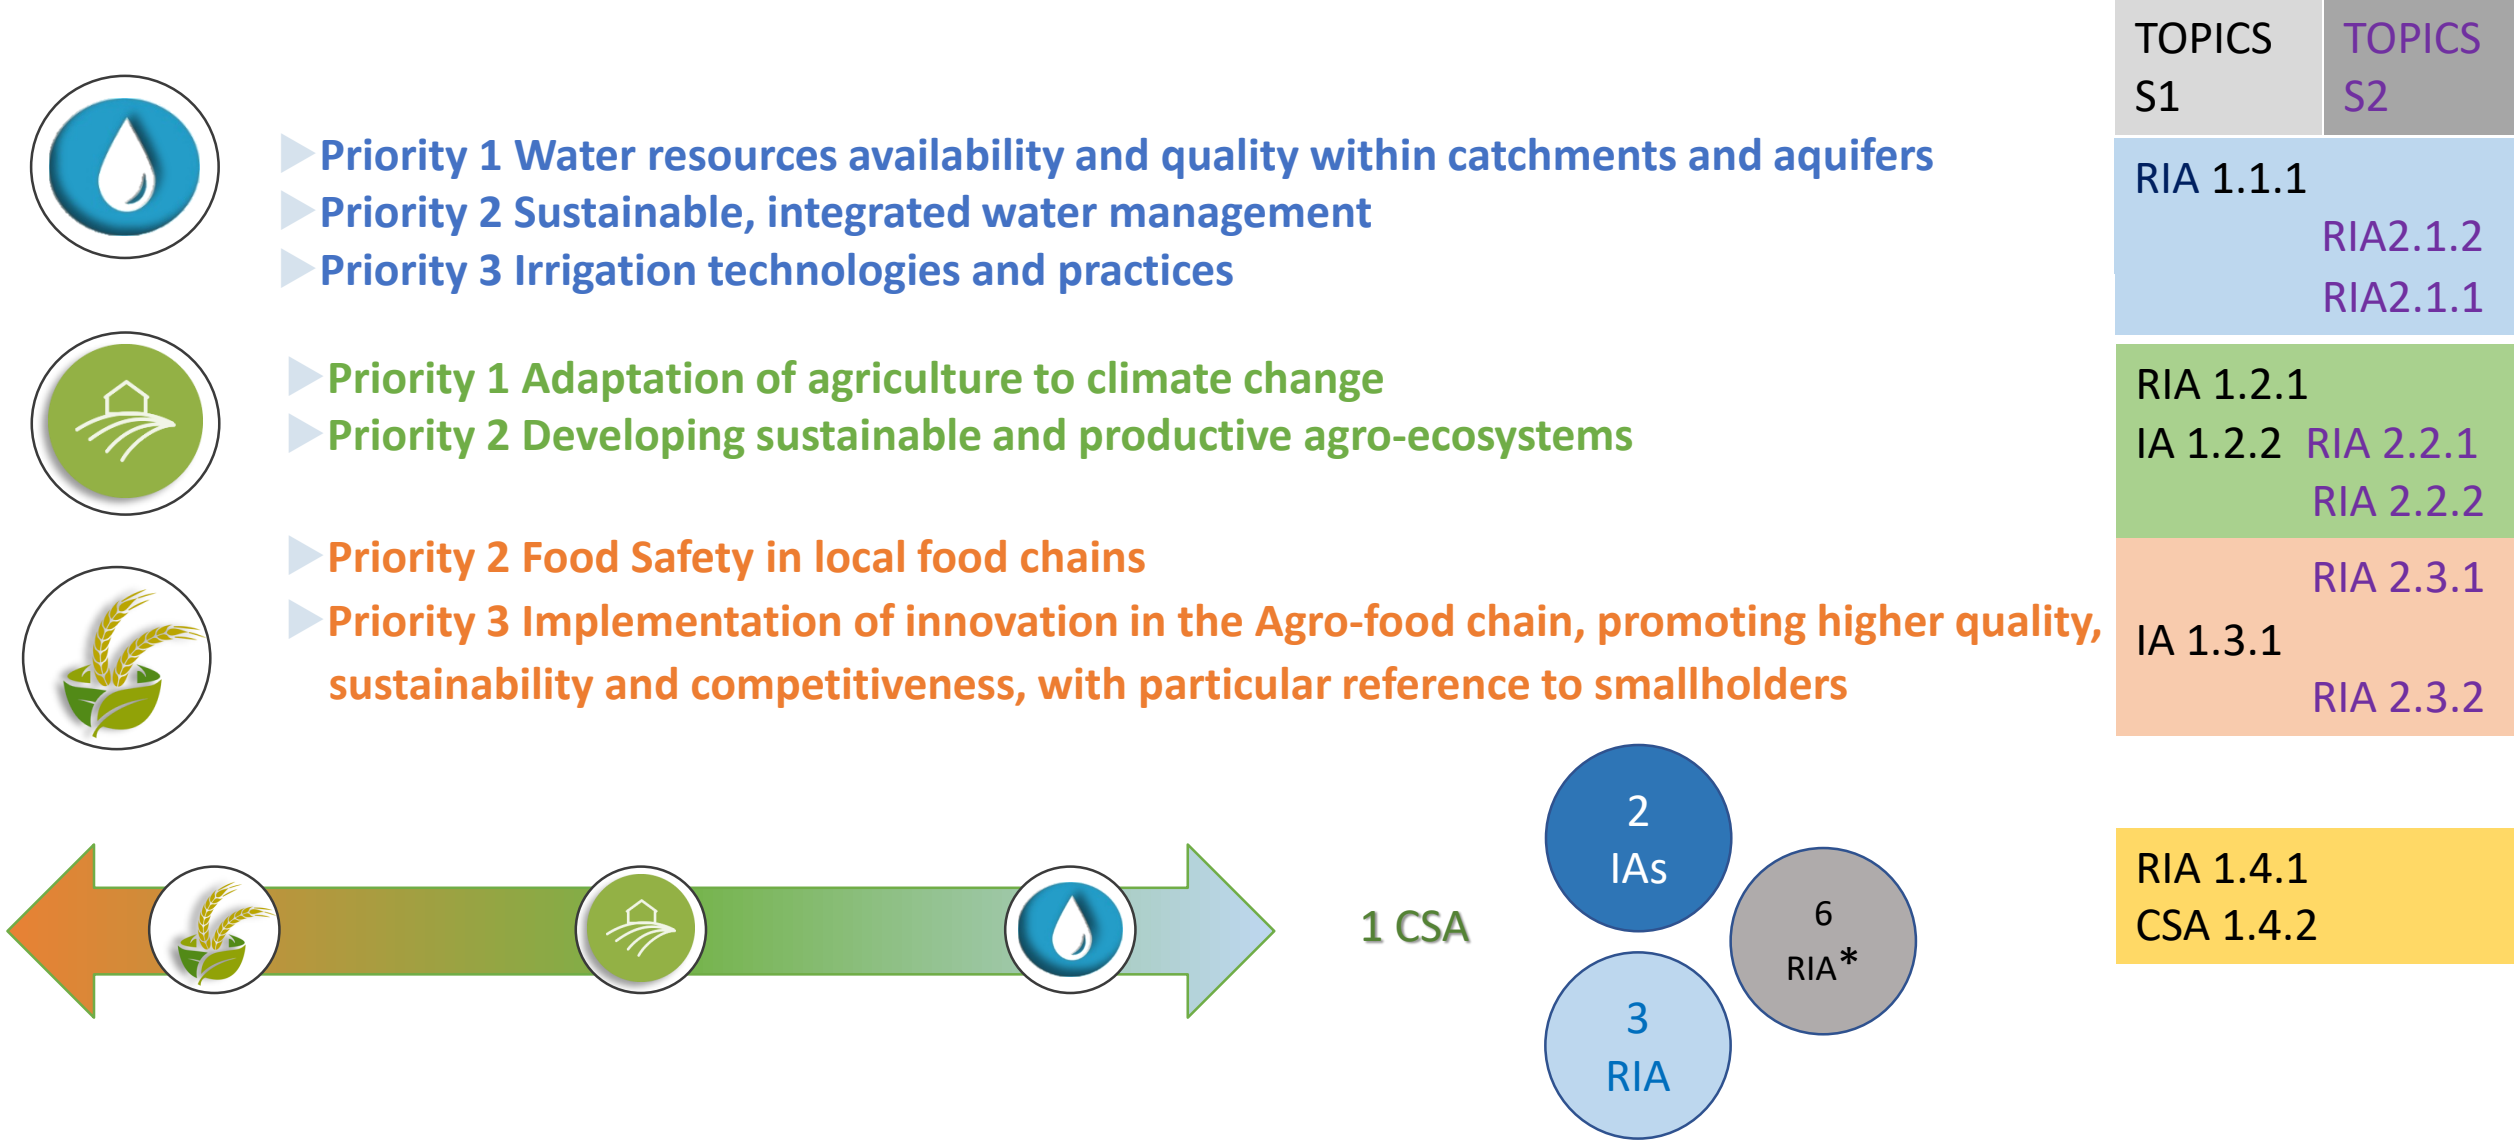 TOPICS S1
TOPICS S2
Priority 1 Water resources availability and quality within catchments and aquifers
Priority 2 Sustainable, integrated water management
Priority 3 Irrigation technologies and practices
RIA 1.1.1
RIA2.1.2
RIA2.1.1
Priority 1 Adaptation of agriculture to climate change
Priority 2 Developing sustainable and productive agro-ecosystems
RIA 1.2.1
IA 1.2.2 RIA 2.2.1
RIA 2.2.2
Priority 2 Food Safety in local food chains
Priority 3 Implementation of innovation in the Agro-food chain, promoting higher quality,
sustainability and competitiveness, with particular reference to smallholders
RIA 2.3.1
IA 1.3.1
RIA 2.3.2
1 CSA
2
IAs
6
RIA*
3
RIA
RIA 1.4.1
CSA 1.4.2